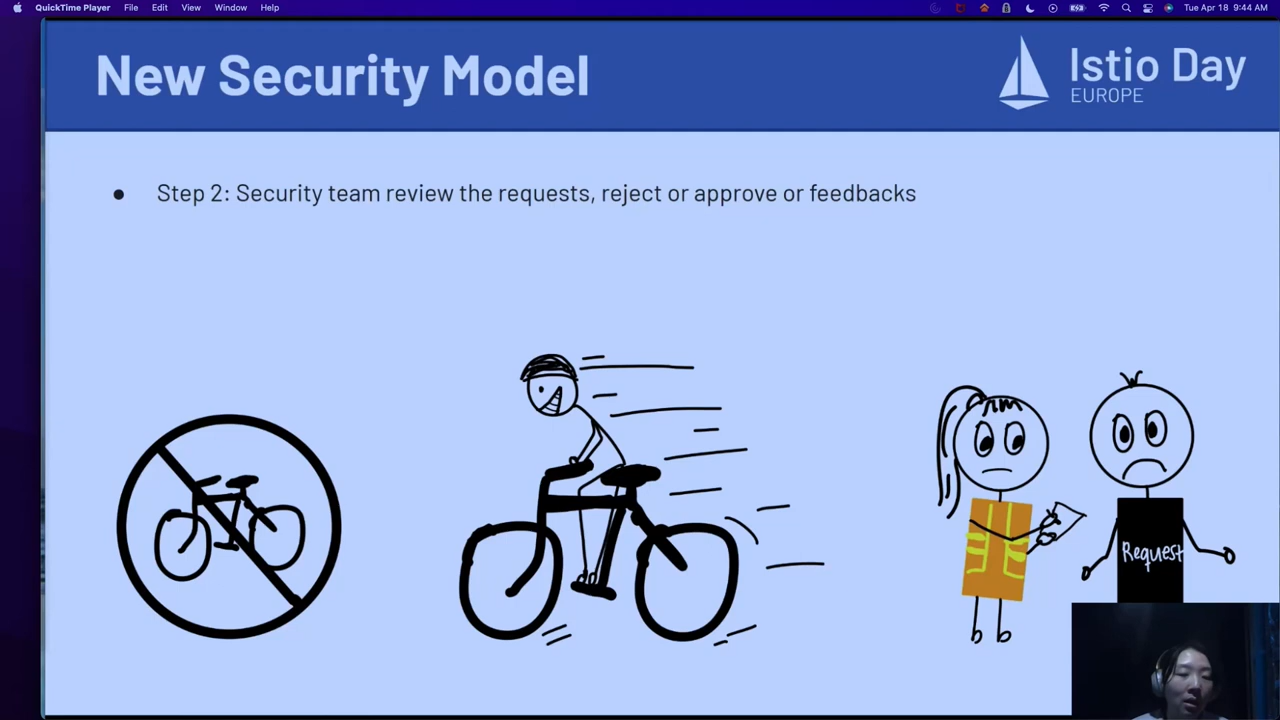 QuickTime Player File Edit View Window Help Tue Apr 18 9:44 AM
New Security Model
Istio Day
EUROPE
● Step 2: Security team review the requests, reject or approve or feedbacks
Request